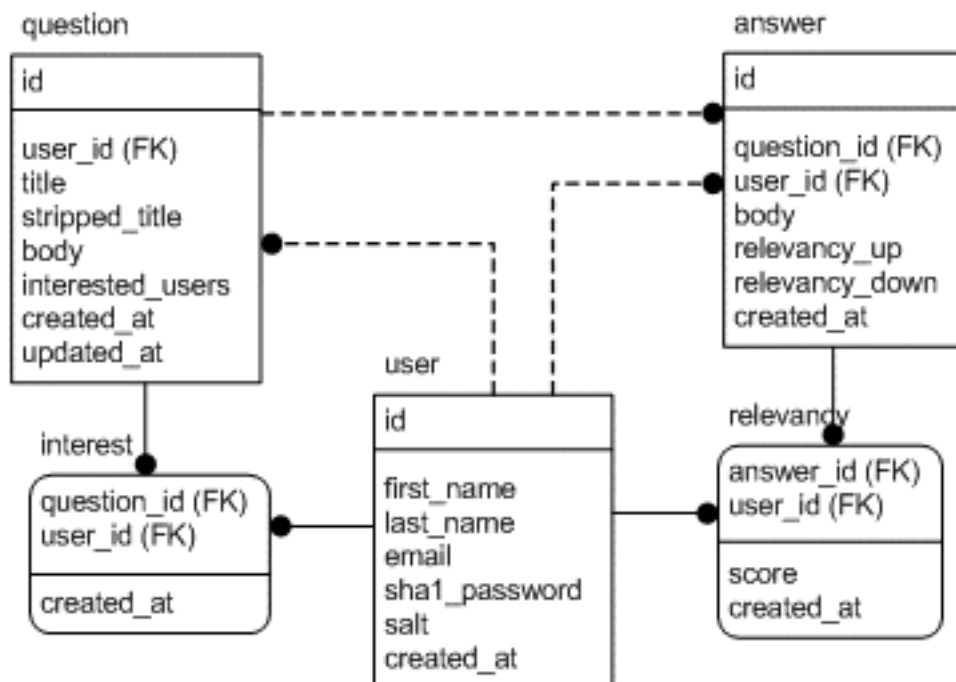 question
id
user_id (FK)
title
stripped_title
body
interested_users
created_at
updated_at
answer
id
question_id (FK)
user_id (FK)
body
relevancy_up
relevancy_down
created_at
user
id
first_name
last_name
email
sha1_password
salt
created_at
interest
question_id (FK)
user_id (FK)
created_at
relevancy
answer_id (FK)
user_id (FK)
score
created_at